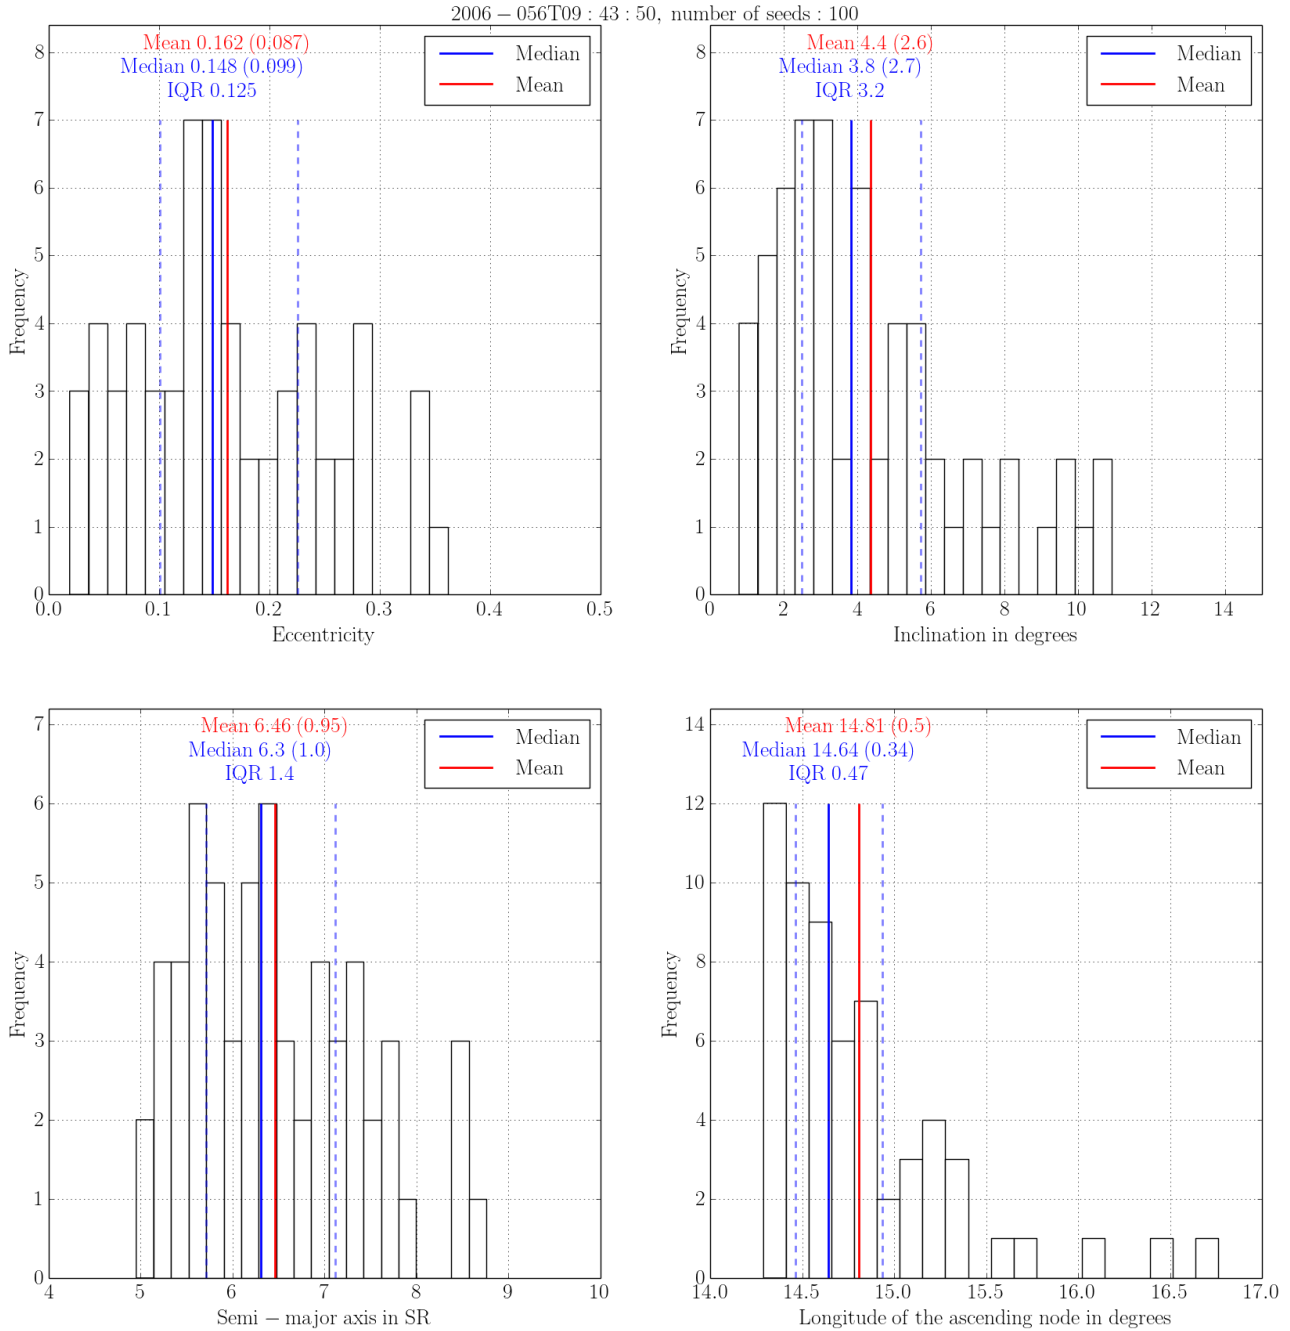 2006 − 056T09 : 43 : 50, number of seeds : 100
Mean 0.162 (0.087)
Median 0.148 (0.099)
IQR 0.125
Median
Mean
8
7
6
5
4
3
2
1
0
Frequency
0.0 0.1 0.2 0.3 0.4 0.5
Eccentricity
Mean 4.4 (2.6)
Median 3.8 (2.7)
IQR 3.2
Median
Mean
8
7
6
5
4
3
2
1
0
Frequency
0 2 4 6 8 10 12 14
Inclination in degrees
Mean 6.46 (0.95)
Median 6.3 (1.0)
IQR 1.4
Median
Mean
7
6
5
4
3
2
1
0
Frequency
4 5 6 7 8 9 10
Semi − major axis in SR
Mean 14.81 (0.5)
Median 14.64 (0.34)
IQR 0.47
Median
Mean
14
12
10
8
6
4
2
0
Frequency
14.0 14.5 15.0 15.5 16.0 16.5 17.0
Longitude of the ascending node in degrees